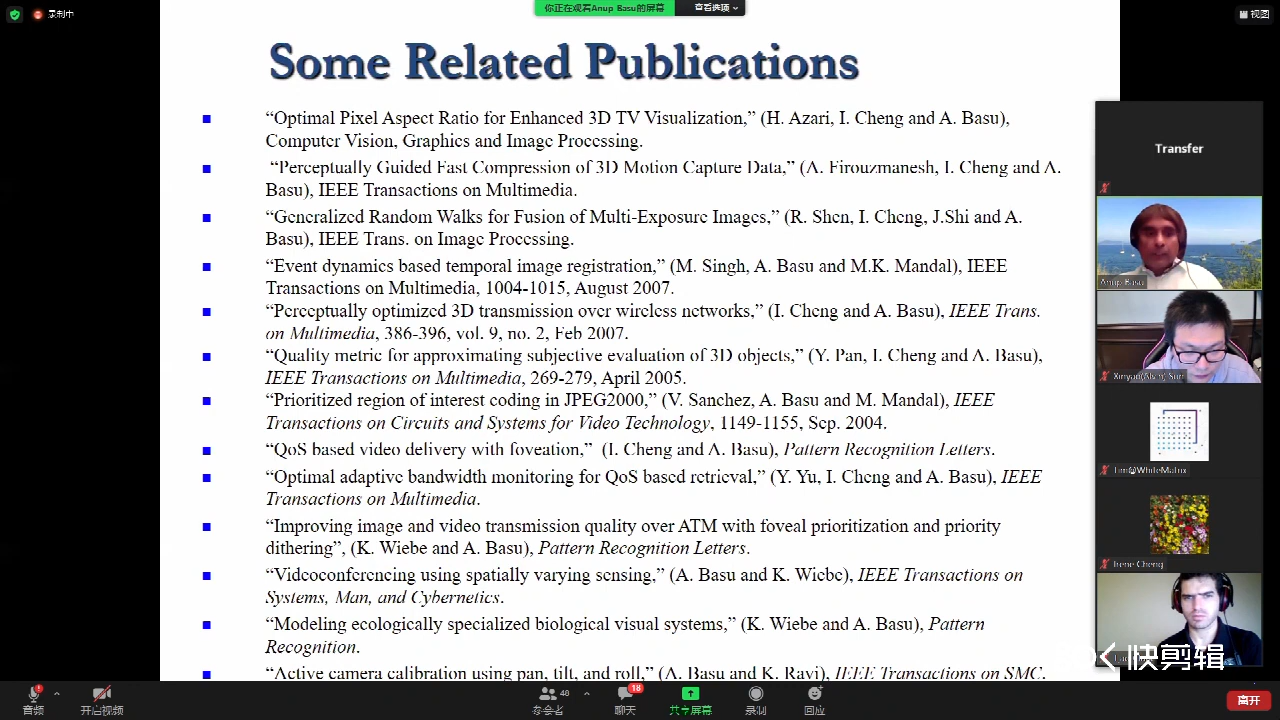 录制中
你正在观看Anup Basu的屏幕
查看选项
视图
Some Related Publications
“Optimal Pixel Aspect Ratio for Enhanced 3D TV Visualization,” (H. Azari, I. Cheng and A. Basu),
Computer Vision, Graphics and Image Processing.
“Perceptually Guided Fast Compression of 3D Motion Capture Data,” (A. Firouzmanesh, I. Cheng and A.
Basu), IEEE Transactions on Multimedia.
“Generalized Random Walks for Fusion of Multi-Exposure Images,” (R. Shen, I. Cheng, J.Shi and A.
Basu), IEEE Trans. on Image Processing.
“Event dynamics based temporal image registration,” (M. Singh, A. Basu and M.K. Mandal), IEEE
Transactions on Multimedia, 1004-1015, August 2007.
“Perceptually optimized 3D transmission over wireless networks,” (I. Cheng and A. Basu), IEEE Trans.
on Multimedia, 386-396, vol. 9, no. 2, Feb 2007.
“Quality metric for approximating subjective evaluation of 3D objects,” (Y. Pan, I. Cheng and A. Basu),
IEEE Transactions on Multimedia, 269-279, April 2005.
“Prioritized region of interest coding in JPEG2000,” (V. Sanchez, A. Basu and M. Mandal), IEEE
Transactions on Circuits and Systems for Video Technology, 1149-1155, Sep. 2004.
“QoS based video delivery with foveation,” (I. Cheng and A. Basu), Pattern Recognition Letters.
“Optimal adaptive bandwidth monitoring for QoS based retrieval,” (Y. Yu, I. Cheng and A. Basu), IEEE
Transactions on Multimedia.
“Improving image and video transmission quality over ATM with foveal prioritization and priority
dithering”, (K. Wiebe and A. Basu), Pattern Recognition Letters.
“Videoconferencing using spatially varying sensing,” (A. Basu and K. Wiebe), IEEE Transactions on
Systems, Man, and Cybernetics.
“Modeling ecologically specialized biological visual systems,” (K. Wiebe and A. Basu), Pattern
Recognition.
“Active camera calibration using pan, tilt, and roll,” (A. Basu and K. Ravi), IEEE Transactions on SMC.
Transfer
Anup Basu
Xinyao(Alvin) Sun
Tim@WhiteMatrix
Irene Cheng
快剪辑
音频
开启视频
参会者
48
聊天
18
共享屏幕
录制
回应
离开